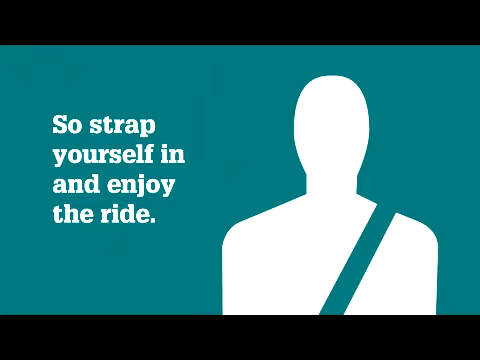 So strap
yourself in
and enjoy
the ride.